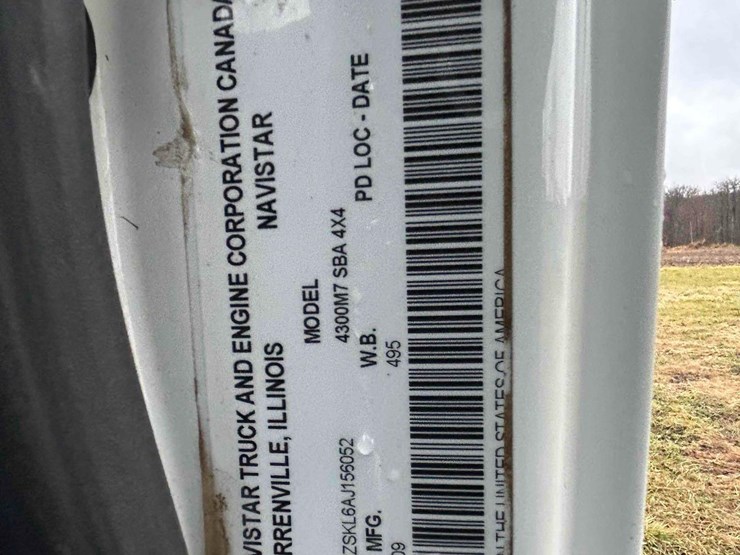 VISTAR TRUCK AND ENGINE CORPORATION CANADA
RRENVILLE, ILLINOIS NAVISTAR
MODEL
ZSKL6AJ156052 4300M7 SBA 4X4
MFG. W.B. PD LOC - DATE
09 495
THE UNITED STATES OF AMERICA